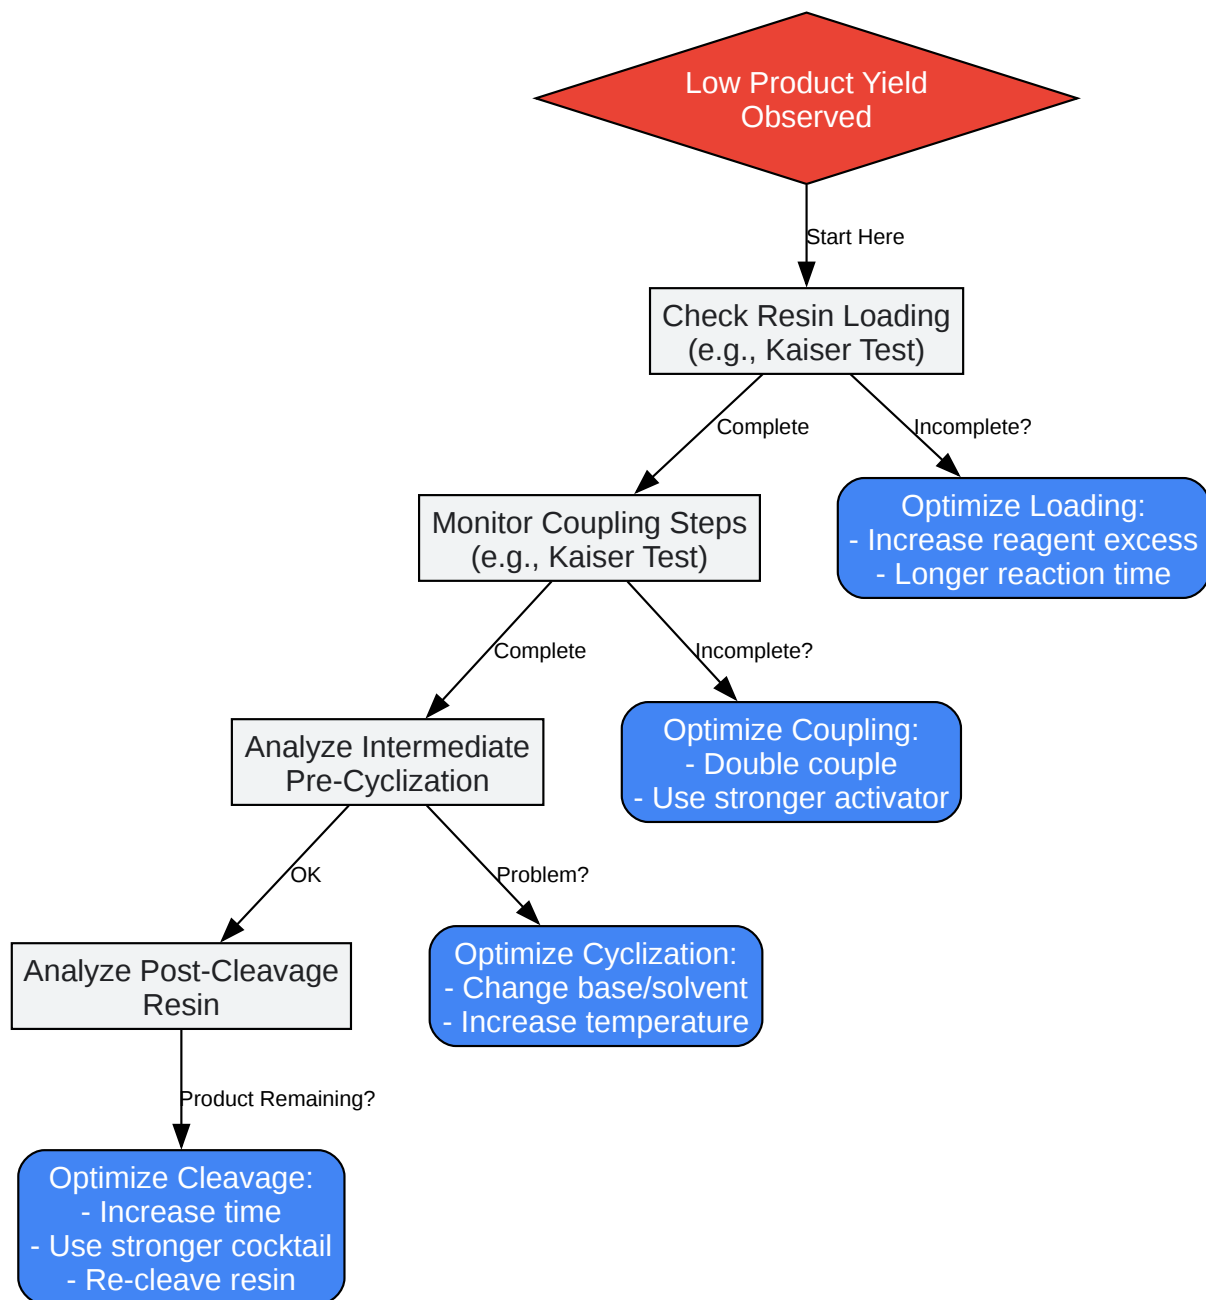 Low Product Yield
Observed
Start Here
Check Resin Loading
(e.g., Kaiser Test)
Complete
Incomplete?
Monitor Coupling Steps
(e.g., Kaiser Test)
Optimize Loading:
- Increase reagent excess
- Longer reaction time
Complete
Incomplete?
Analyze Intermediate
Pre-Cyclization
Optimize Coupling:
- Double couple
- Use stronger activator
OK
Problem?
Analyze Post-Cleavage
Resin
Optimize Cyclization:
- Change base/solvent
- Increase temperature
Product Remaining?
Optimize Cleavage:
- Increase time
- Use stronger cocktail
- Re-cleave resin